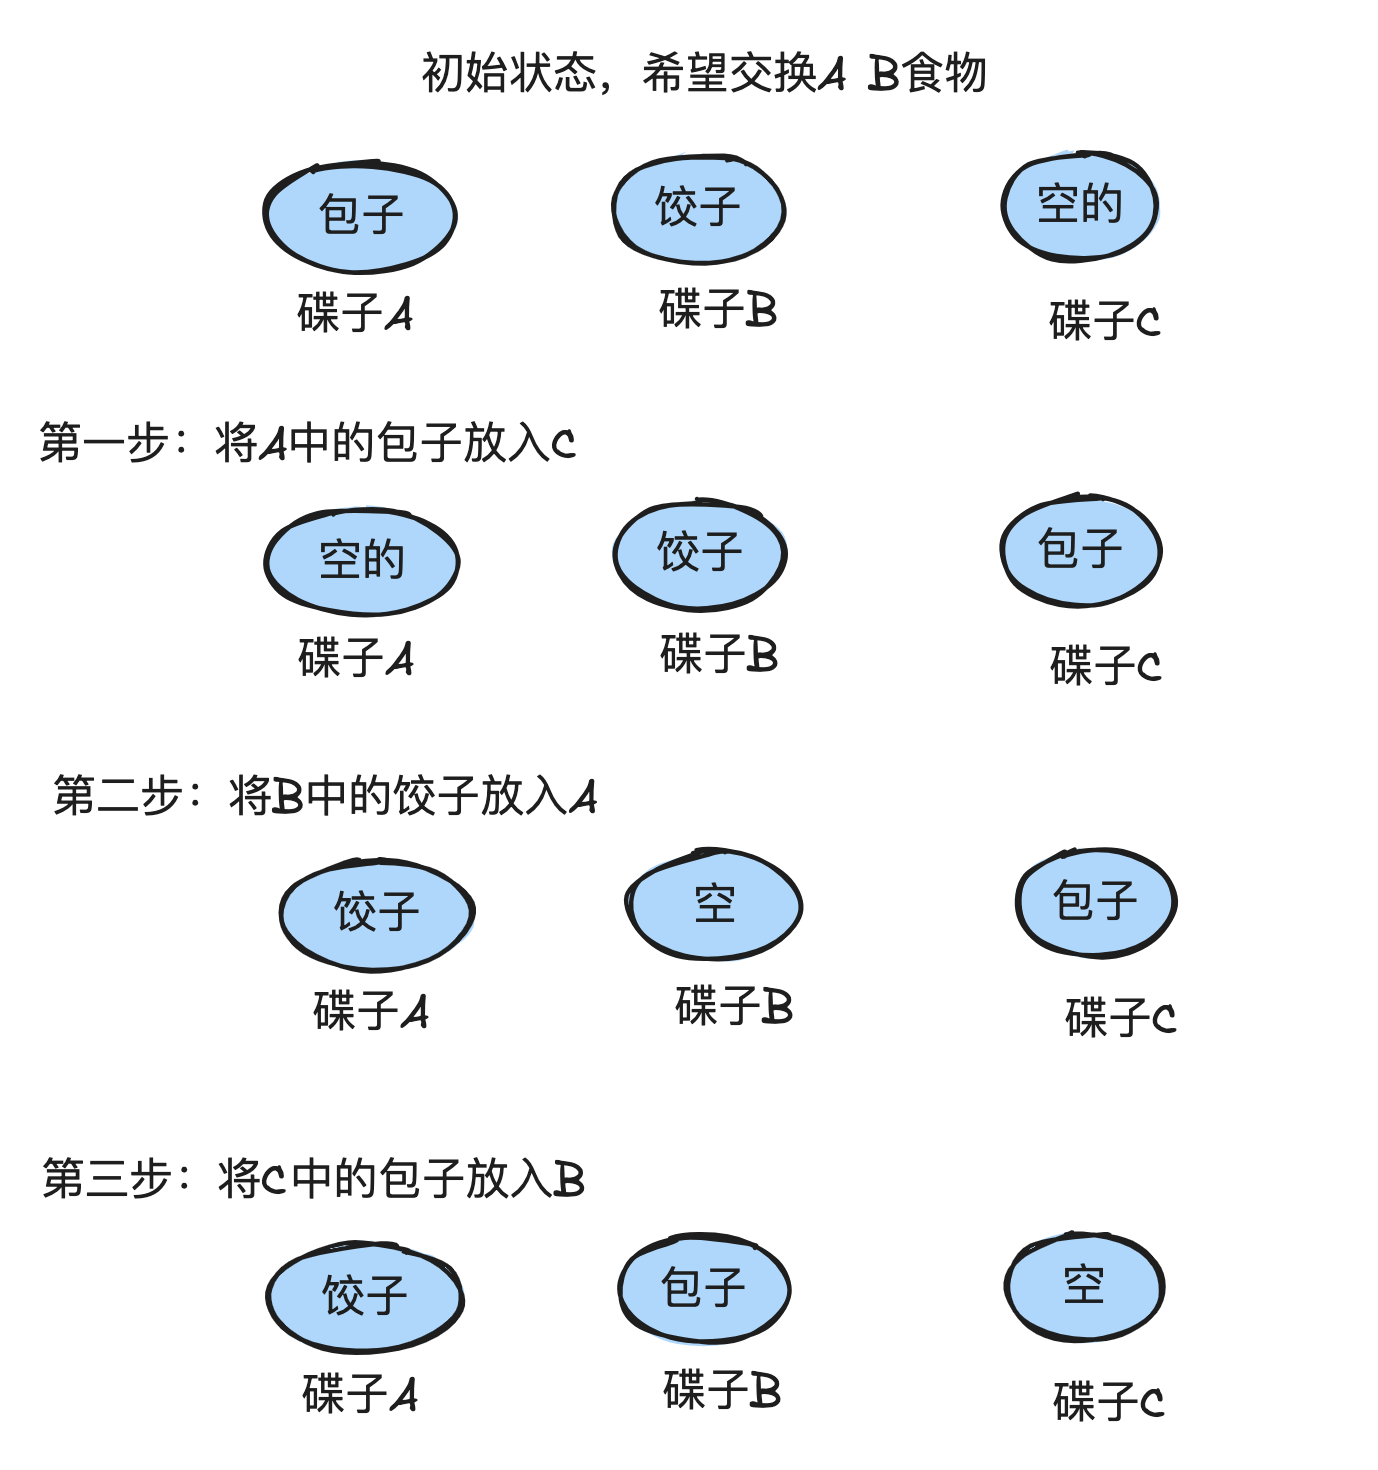 初始状态，希望交换A B食物
包子 饺子 空的
碟子A 碟子B 碟子C
第一步：将A中的包子放入C
空的 饺子 包子
碟子A 碟子B 碟子C
第二步：将B中的饺子放入A
饺子 空 包子
碟子A 碟子B 碟子C
第三步：将C中的包子放入B
饺子 包子 空
碟子A 碟子B 碟子C